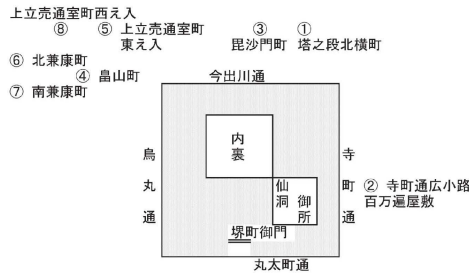 上立売通室町西え入
⑧ ⑤ 上立売通室町
東え入
③ ①
毘沙門町 塔之段北横町
⑥ 北兼康町
④ 畠山町
⑦ 南兼康町
今出川通
内裏
烏丸通
寺町通
仙洞御所
② 寺町通広小路
百万遍屋敷
堺町御門
丸太町通